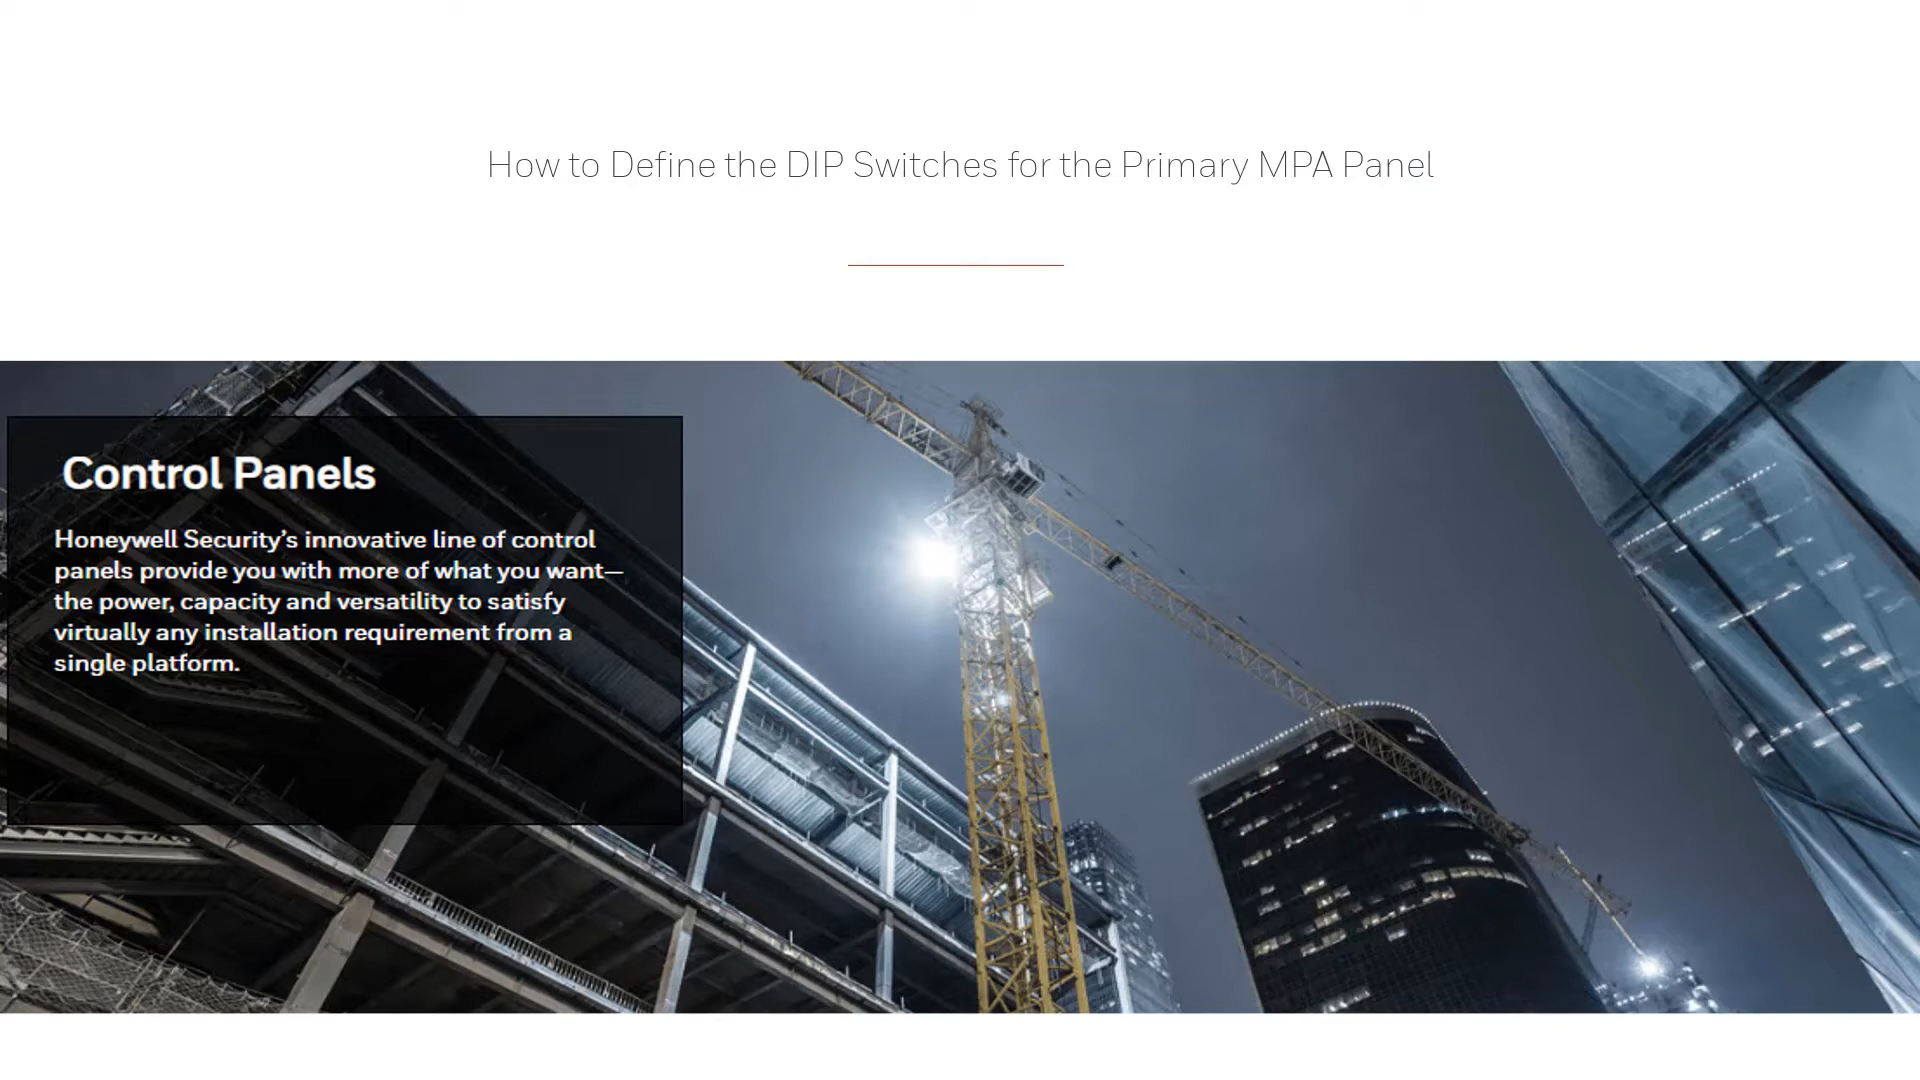 How to Define the DIP Switches for the Primary MPA Panel
Control Panels
Honeywell Security’s innovative line of control
panels provide you with more of what you want—
the power, capacity and versatility to satisfy
virtually any installation requirement from a
single platform.